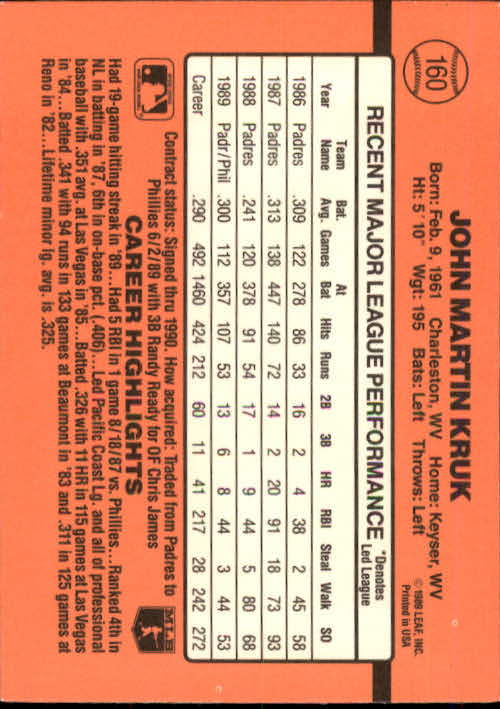 160
JOHN MARTIN KRUK
Born: Feb. 9, 1961 Charleston, WV Home: Keyser, WV
Ht: 5´10" Wgt: 195 Bats: Left Throws: Left
© 1989 LEAF, INC.
Printed in USA
RECENT MAJOR LEAGUE PERFORMANCE *Denotes Led League
Year Team Name Bat. Avg. Games At Bat Hits Runs 2B 3B HR RBI Steal Walk SO
1986 Padres .309 122 278 86 33 16 2 4 38 2 45 58
1987 Padres .313 138 447 140 72 14 2 20 91 18 73 93
1988 Padres .241 120 378 91 54 17 1 9 44 5 80 68
1989 Padr/Phil .300 112 357 107 53 13 6 8 44 3 44 53
Career .290 492 1460 424 212 60 11 41 217 28 242 272
Contract status: Signed thru 1990. How acquired: Traded from Padres to
Phillies 6/2/89 with 3B Randy Ready for OF Chris James
CAREER HIGHLIGHTS
MLB
Had 19-game hitting streak in '89...Had 5 RBI in 1 game 8/18/87 vs. Phillies...Ranked 4th in
NL in batting in '87, 6th in on-base pct. (.406)...Led Pacific Coast Lg. and all of professional
baseball with .351 avg. at Las Vegas in '85...Batted .326 with 11 HR in 115 games at Las Vegas
in '84...Batted .341 with 94 runs in 133 games at Beaumont in '83 and .311 in 125 games at
Reno in '82...Lifetime minor lg. avg. is .325.